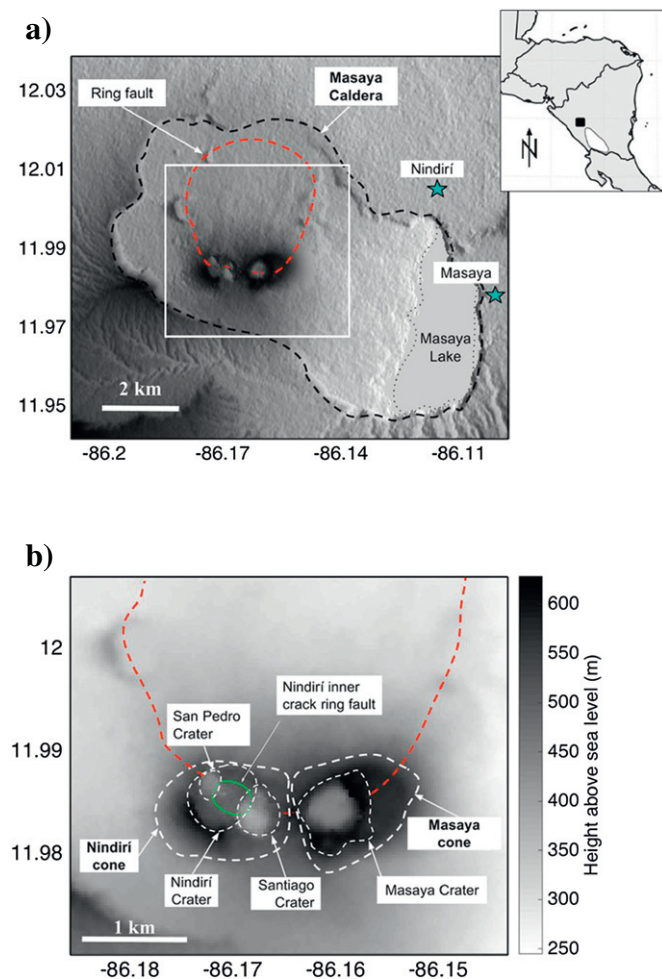 a)
12.03
12.01
11.99
11.97
11.95
Ring fault
Masaya
Caldera
Nindirí
Masaya
Masaya
Lake
2 km
-86.2
-86.17
-86.14
-86.11
N
b)
12
11.99
11.98
San Pedro
Crater
Nindirí inner
crack ring fault
Nindirí
cone
Nindirí
Crater
Santiago
Crater
Masaya Crater
Masaya
cone
1 km
-86.18
-86.17
-86.16
-86.15
600
550
500
450
400
350
300
250
Height above sea level (m)